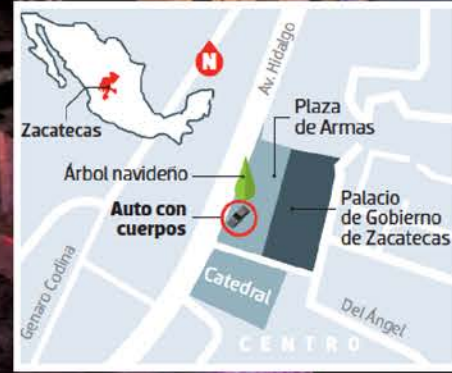 N
Zacatecas
Av. Hidalgo
Plaza
de Armas
Árbol navideño
Auto con
cuerpos
Palacio
de Gobierno
de Zacatecas
Genaro Codina
Catedral
Del Ángel
CENTRO